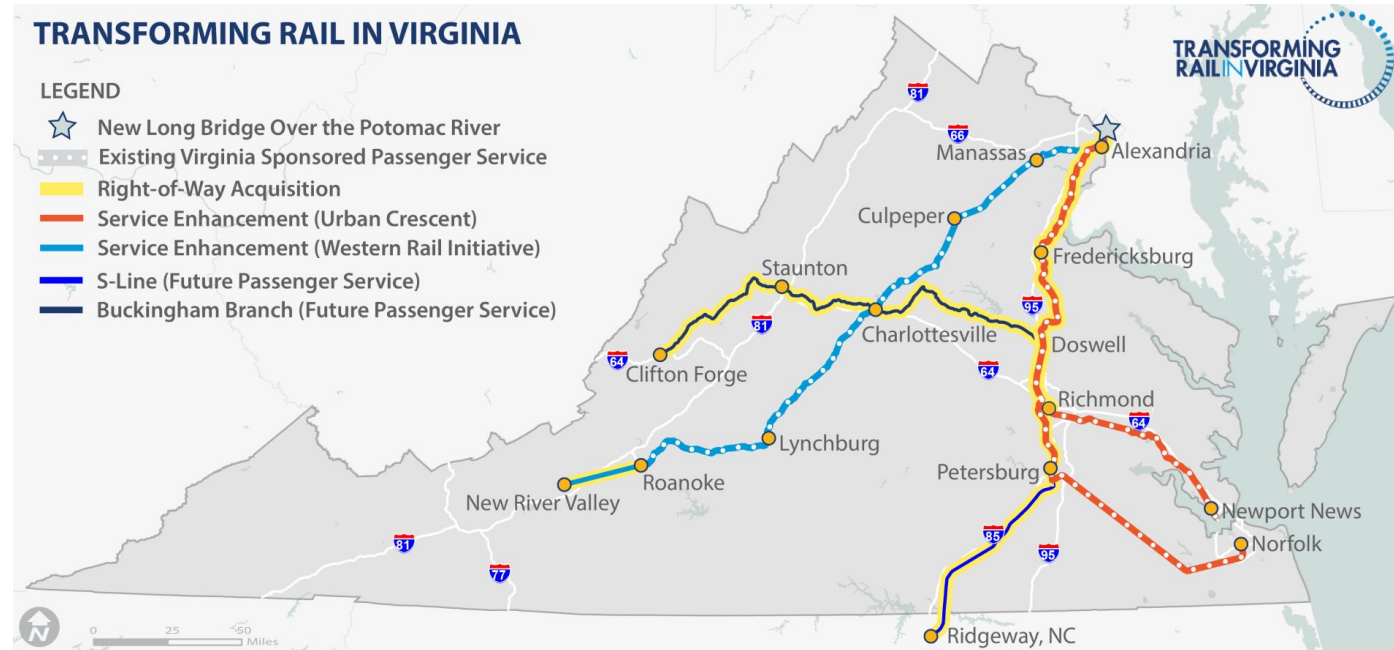 TRANSFORMING RAIL IN VIRGINIA
TRANSFORMING
RAILINVIRGINIA
LEGEND
New Long Bridge Over the Potomac River
Existing Virginia Sponsored Passenger Service
Right-of-Way Acquisition
Service Enhancement (Urban Crescent)
Service Enhancement (Western Rail Initiative)
S-Line (Future Passenger Service)
Buckingham Branch (Future Passenger Service)
81
66
Manassas
Alexandria
Culpeper
Fredericksburg
Staunton
95
81
Charlottesville
Doswell
64
Clifton Forge
64
Richmond
64
Lynchburg
Petersburg
Roanoke
New River Valley
Newport News
85
Norfolk
81
95
77
N
0 25 50
Miles
Ridgeway, NC